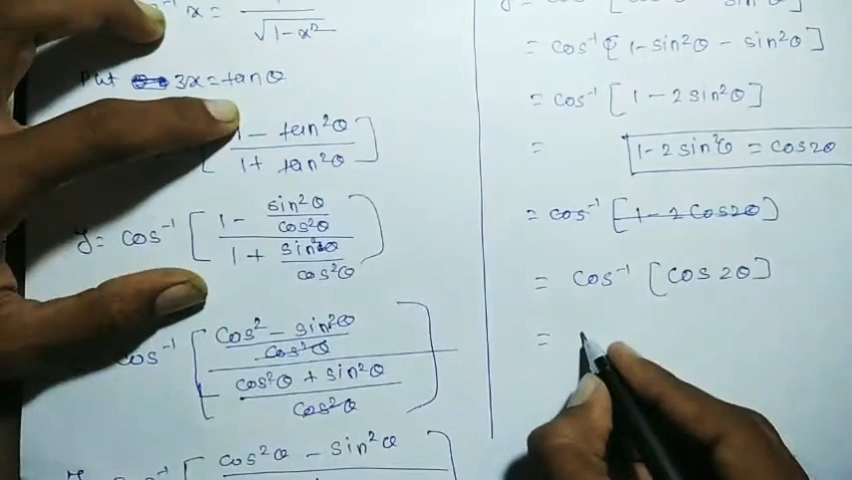 ⁻¹ x = ———
√(1-x²)
Put 3x = tanθ
1 - tan²θ
1 + tan²θ
y = cos⁻¹ [ 1 - sin²θ/cos²θ
1 + sin²θ/cos²θ ]
cos⁻¹ [ cos² - sin²θ
cos²θ
cos²θ + sin²θ
cos²θ ]
cos²θ - sin²θ
= cos⁻¹ [ 1 - sin²θ - sin²θ ]
= cos⁻¹ [ 1 - 2 sin²θ ]
= 1 - 2 sin²θ = cos2θ
= cos⁻¹ [ 1 - 2 cos2θ ]
= cos⁻¹ [ cos 2θ ]
=